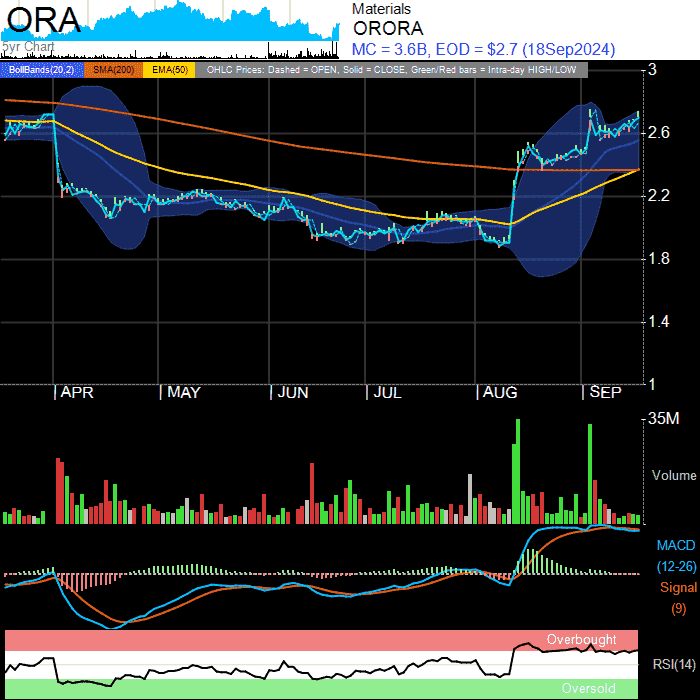 ORA
5yr Chart
Materials
ORORA
MC = 3.6B, EOD = $2.7 (18Sep2024)
BollBands(20,2) SMA(200) EMA(50) OHLC Prices: Dashed = OPEN, Solid = CLOSE, Green/Red bars = Intra-day HIGH/LOW
3
2.6
2.2
1.8
1.4
1
APR MAY JUN JUL AUG SEP
35M
Volume
MACD
(12-26)
Signal
(9)
Overbought
RSI(14)
Oversold